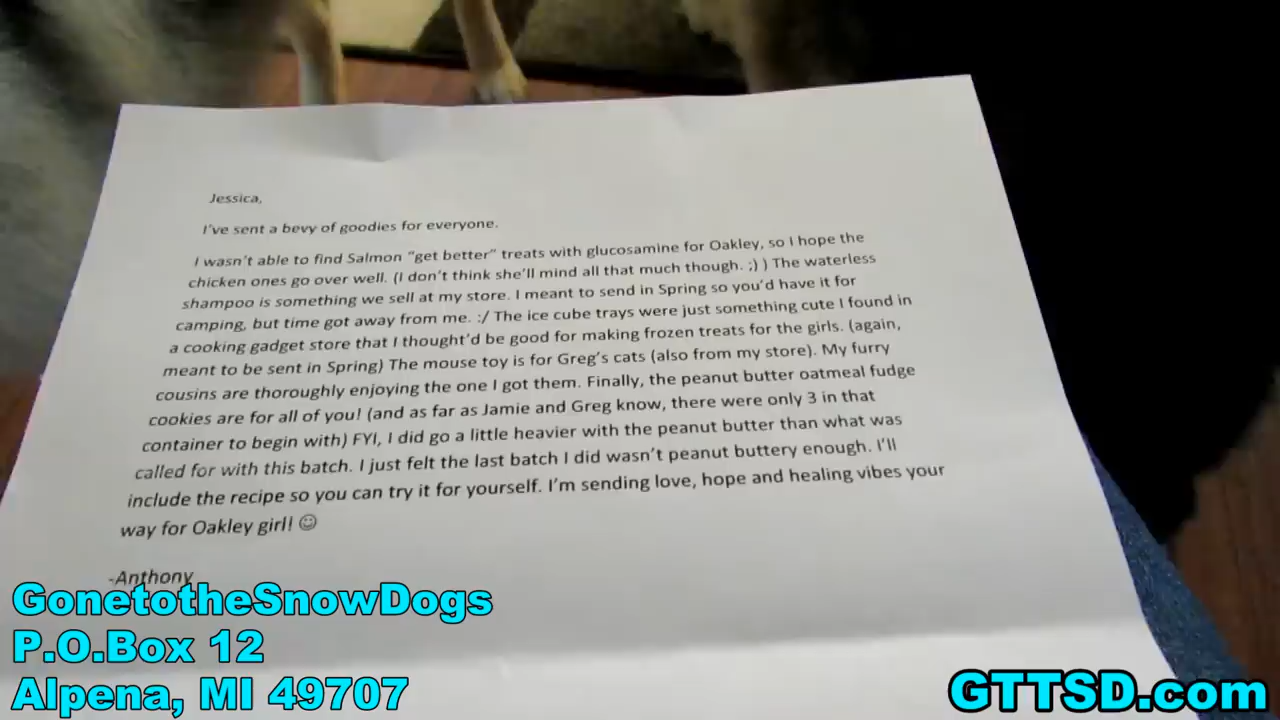 Jessica,
I've sent a bevy of goodies for everyone.
I wasn't able to find Salmon "get better" treats with glucosamine for Oakley, so I hope the
chicken ones go over well. (I don't think she'll mind all that much though. ;) ) The waterless
shampoo is something we sell at my store. I meant to send in Spring so you'd have it for
camping, but time got away from me. :/ The ice cube trays were just something cute I found in
a cooking gadget store that I thought'd be good for making frozen treats for the girls. (again,
meant to be sent in Spring) The mouse toy is for Greg's cats (also from my store). My furry
cousins are thoroughly enjoying the one I got them. Finally, the peanut butter oatmeal fudge
cookies are for all of you! (and as far as Jamie and Greg know, there were only 3 in that
container to begin with) FYI, I did go a little heavier with the peanut butter than what was
called for with this batch. I just felt the last batch I did wasn't peanut buttery enough. I'll
include the recipe so you can try it for yourself. I'm sending love, hope and healing vibes your
way for Oakley girl! ☺
-Anthony
GonetotheSnowDogs
P.O.Box 12
Alpena, MI 49707
GTTSD.com